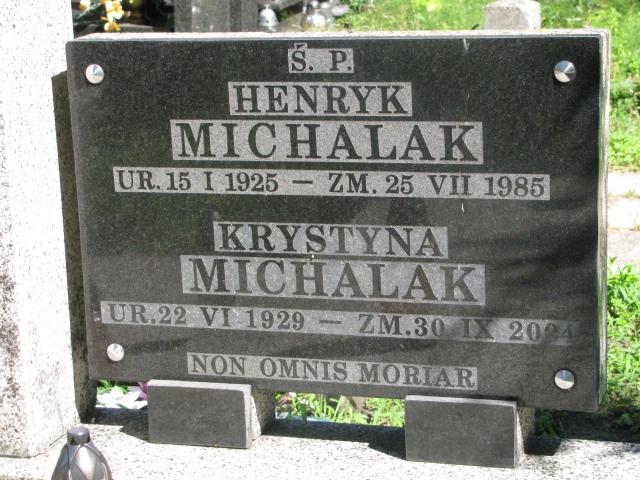 Ś. P.
HENRYK
MICHALAK
UR. 15 I 1925 — ZM. 25 VII 1985
KRYSTYNA
MICHALAK
UR. 22 VI 1929 — ZM. 30 IX 2004
NON OMNIS MORIAR